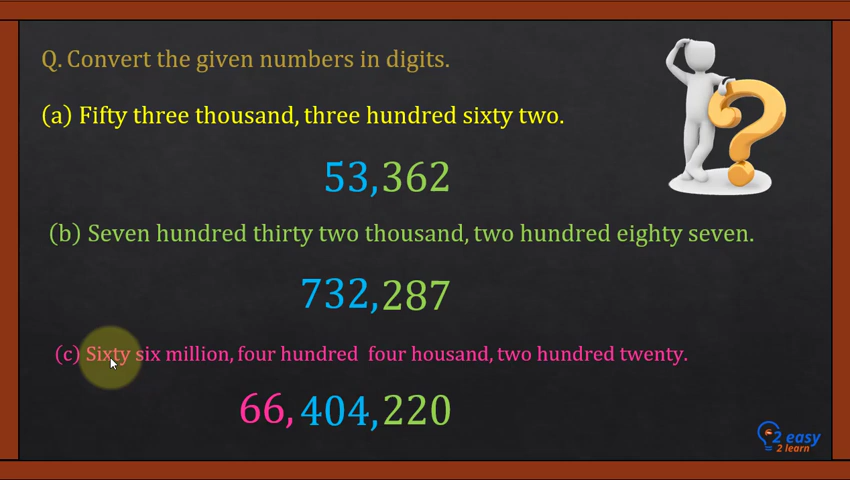 Q. Convert the given numbers in digits.
(a) Fifty three thousand, three hundred sixty two.
53,362
(b) Seven hundred thirty two thousand, two hundred eighty seven.
732,287
(c) Sixty six million, four hundred four housand, two hundred twenty.
66,404,220
2 easy
2 learn